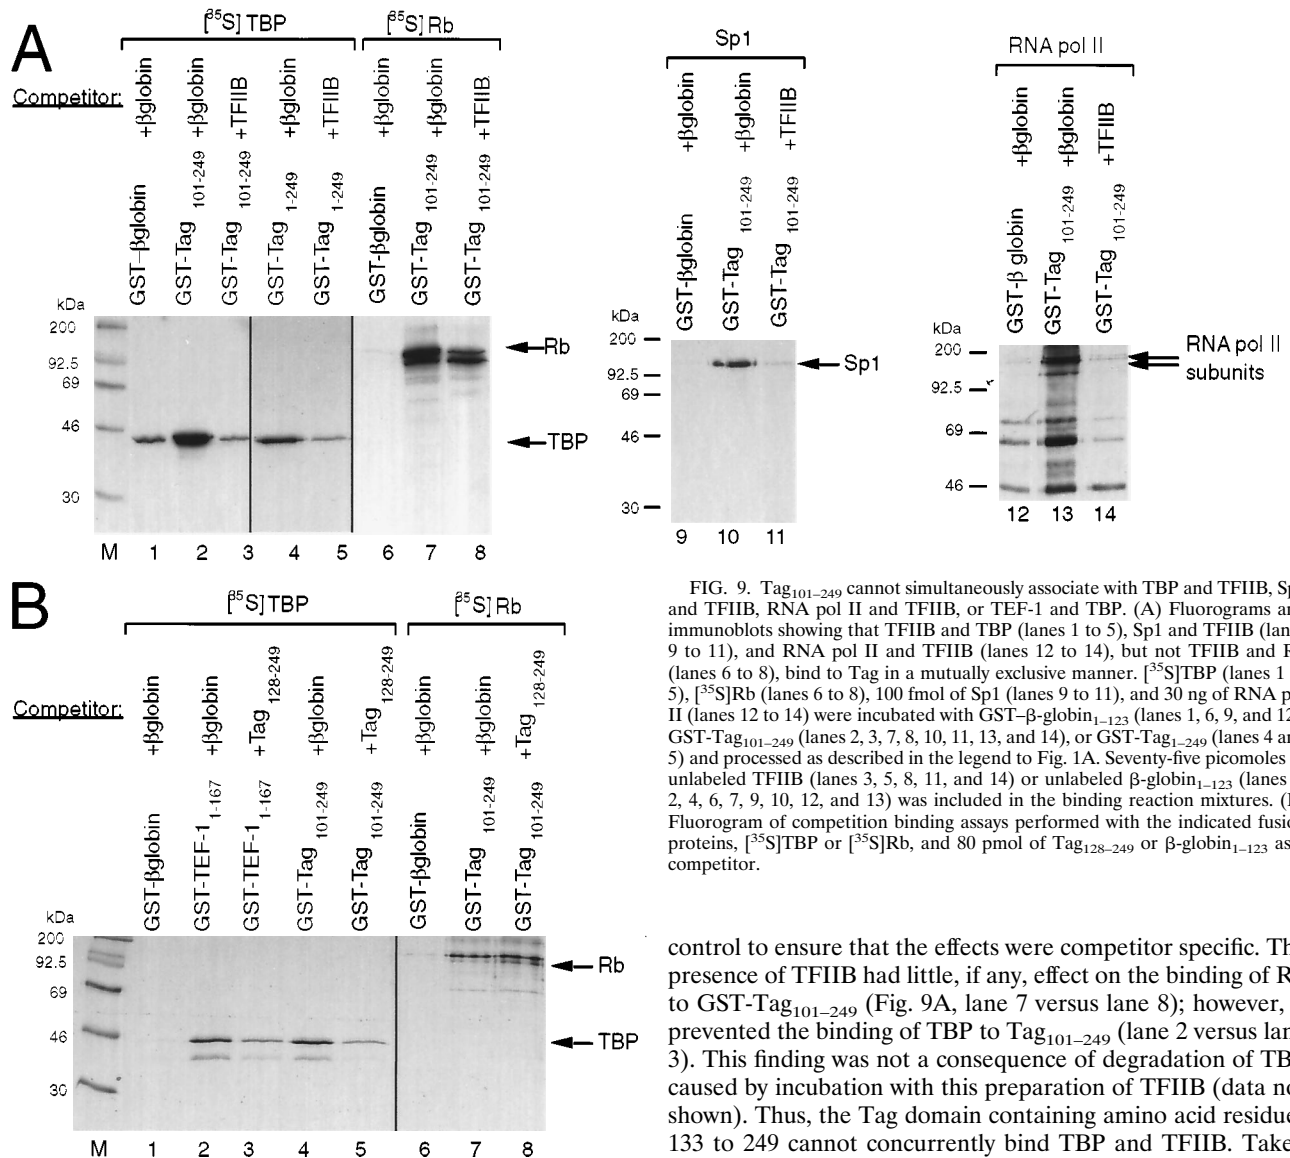 A
[35S] TBP
[35S] Rb
Competitor:
+βglobin
+βglobin
+TFIIB
+βglobin
+TFIIB
+βglobin
+βglobin
+TFIIB
GST-βglobin
GST-Tag 101-249
GST-Tag 101-249
GST-Tag 1-249
GST-Tag 1-249
GST-βglobin
GST-Tag 101-249
GST-Tag 101-249
kDa
200
92.5
69
46
30
Rb
TBP
M 1 2 3 4 5 6 7 8
Sp1
+βglobin
+βglobin
+TFIIB
GST-βglobin
GST-Tag 101-249
GST-Tag 101-249
kDa
200
92.5
69
46
30
Sp1
9 10 11
RNA pol II
+βglobin
+βglobin
+TFIIB
GST-β globin
GST-Tag 101-249
GST-Tag 101-249
kDa
200
92.5
69
46
RNA pol II
subunits
12 13 14
B
[35S] TBP
[35S] Rb
Competitor:
+βglobin
+βglobin
+Tag 128-249
+βglobin
+Tag 128-249
+βglobin
+βglobin
+Tag 128-249
GST-βglobin
GST-TEF-1 1-167
GST-TEF-1 1-167
GST-Tag 101-249
GST-Tag 101-249
GST-βglobin
GST-Tag 101-249
GST-Tag 101-249
kDa
200
92.5
69
46
30
Rb
TBP
M 1 2 3 4 5 6 7 8
FIG. 9. Tag101–249 cannot simultaneously associate with TBP and TFIIB,
and TFIIB, RNA pol II and TFIIB, or TEF-1 and TBP. (A) Fluorograms
immunoblots showing that TFIIB and TBP (lanes 1 to 5), Sp1 and TFIIB
9 to 11), and RNA pol II and TFIIB (lanes 12 to 14), but not TFIIB and
(lanes 6 to 8), bind to Tag in a mutually exclusive manner. [35S]TBP (lanes 1
5), [35S]Rb (lanes 6 to 8), 100 fmol of Sp1 (lanes 9 to 11), and 30 ng of RNA
II (lanes 12 to 14) were incubated with GST–β-globin1–123 (lanes 1, 6, 9, and 12
GST-Tag101–249 (lanes 2, 3, 7, 8, 10, 11, 13, and 14), or GST-Tag1–249 (lanes 4
5) and processed as described in the legend to Fig. 1A. Seventy-five picomoles
unlabeled TFIIB (lanes 3, 5, 8, 11, and 14) or unlabeled β-globin1–123 (lanes
2, 4, 6, 7, 9, 10, 12, and 13) was included in the binding reaction mixtures.
Fluorogram of competition binding assays performed with the indicated
proteins, [35S]TBP or [35S]Rb, and 80 pmol of Tag128–249 or β-globin1–123 as
competitor.
control to ensure that the effects were competitor specific.
presence of TFIIB had little, if any, effect on the binding of
to GST-Tag101–249 (Fig. 9A, lane 7 versus lane 8); however,
prevented the binding of TBP to Tag101–249 (lane 2 versus
3). This finding was not a consequence of degradation of
caused by incubation with this preparation of TFIIB (data
shown). Thus, the Tag domain containing amino acid
133 to 249 cannot concurrently bind TBP and TFIIB.